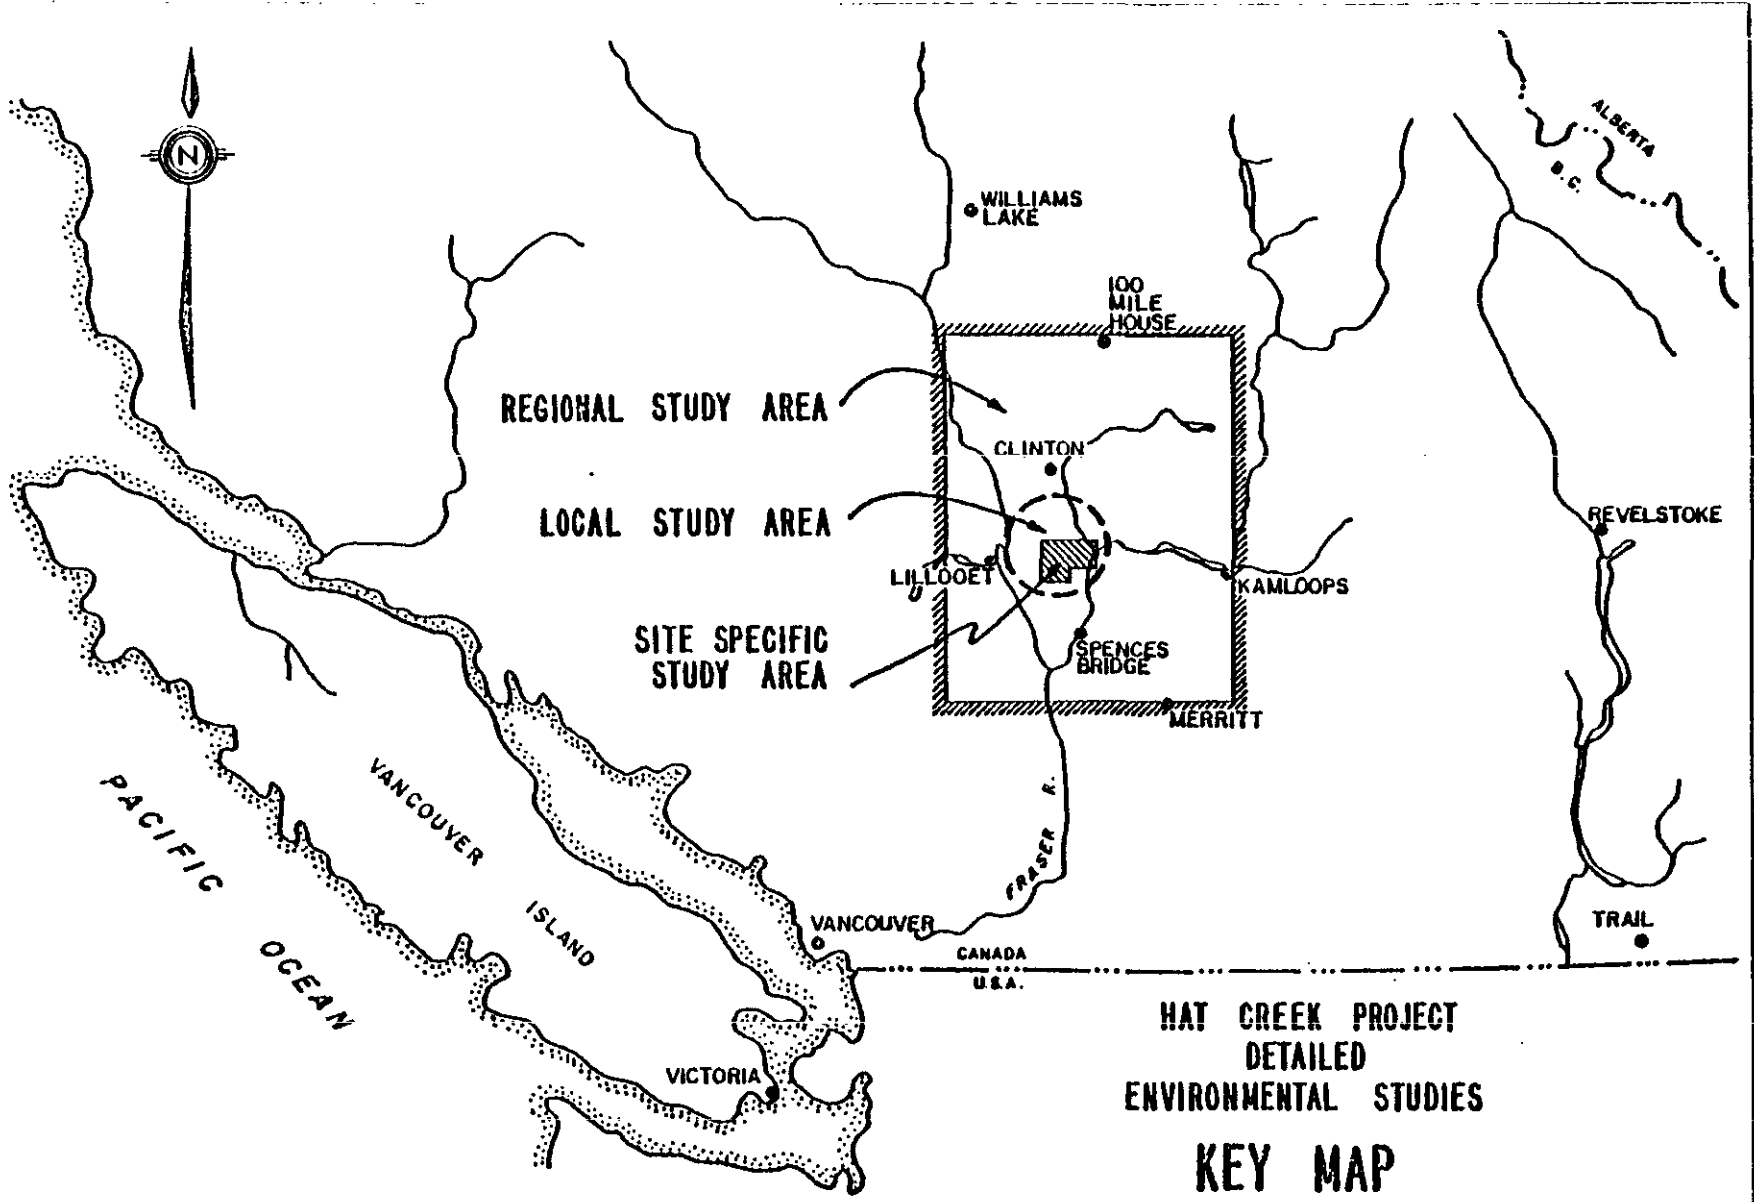 N
ALBERTA
B.C.
WILLIAMS
LAKE
100
MILE
HOUSE
REGIONAL STUDY AREA
CLINTON
LOCAL STUDY AREA
REVELSTOKE
LILLOOET
KAMLOOPS
SITE SPECIFIC
STUDY AREA
SPENCES
BRIDGE
MERRITT
VANCOUVER
ISLAND
PACIFIC
OCEAN
FRASER R.
VANCOUVER
TRAIL
CANADA
U.S.A.
VICTORIA
HAT CREEK PROJECT
DETAILED
ENVIRONMENTAL STUDIES
KEY MAP